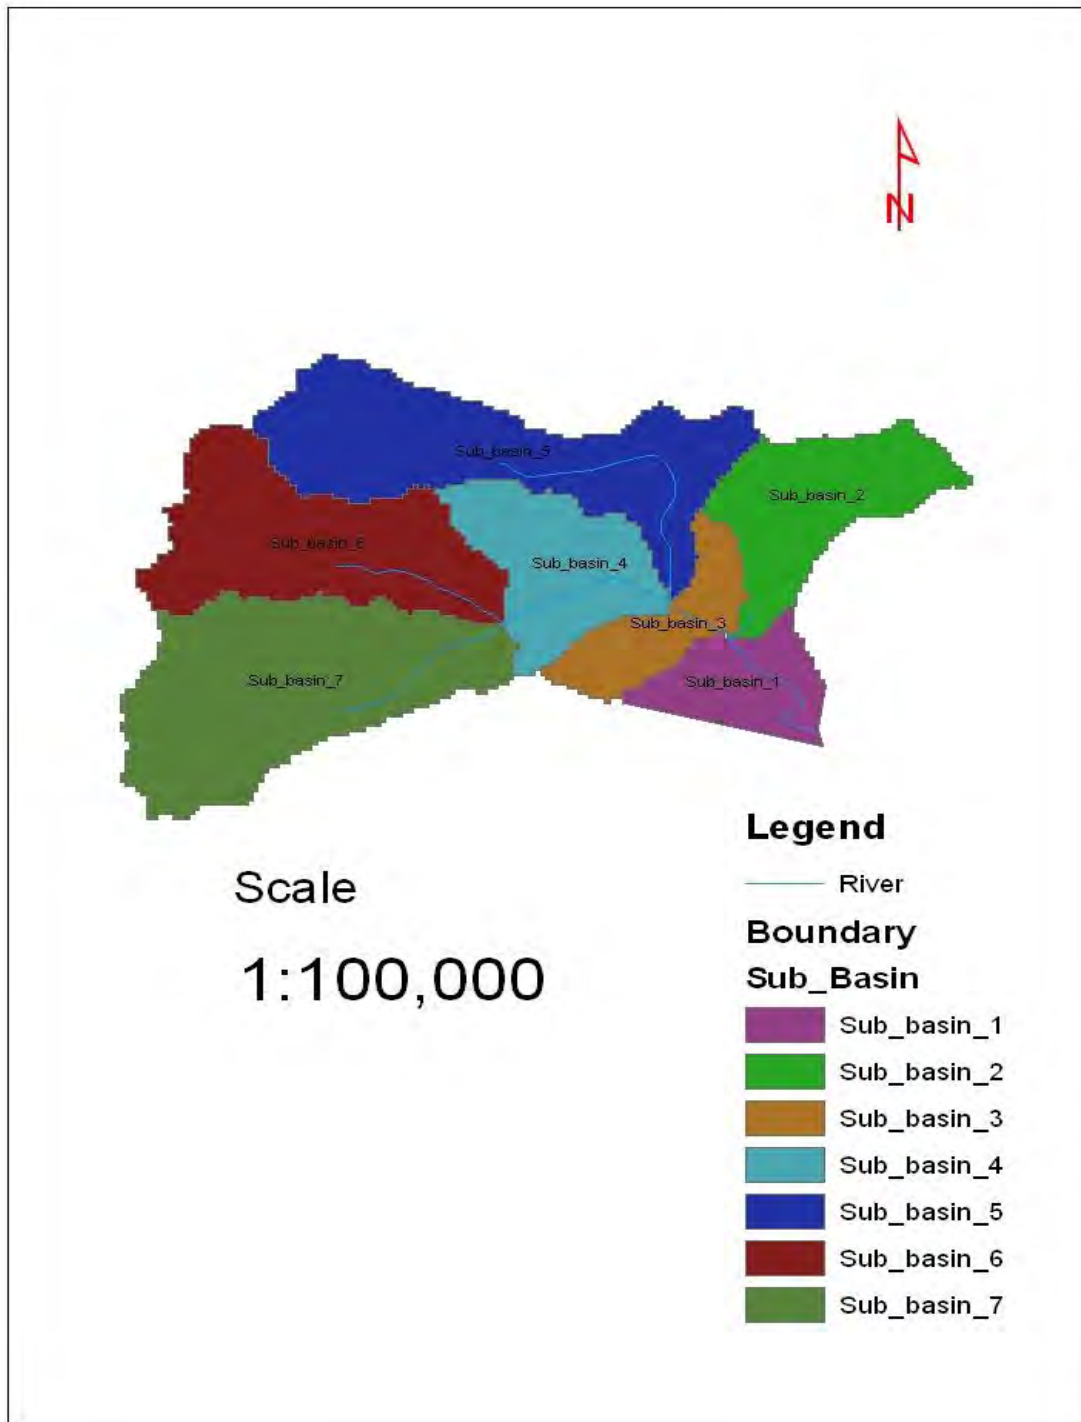 N
Sub_basin_5
Sub_basin_2
Sub_basin_6
Sub_basin_4
Sub_basin_3
Sub_basin_7
Sub_basin_1
Legend
River
Scale
1:100,000
Boundary
Sub_Basin
Sub_basin_1
Sub_basin_2
Sub_basin_3
Sub_basin_4
Sub_basin_5
Sub_basin_6
Sub_basin_7